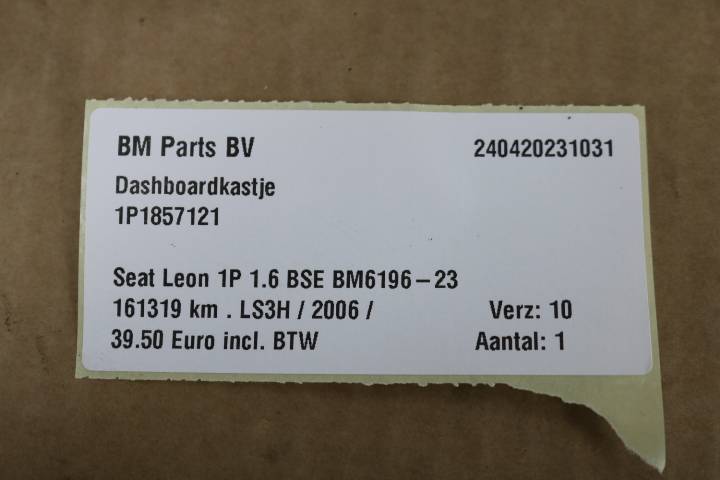 BM Parts BV 240420231031
Dashboardkastje
1P1857121
Seat Leon 1P 1.6 BSE BM6196-23
161319 km . LS3H / 2006 / Verz: 10
39.50 Euro incl. BTW Aantal: 1